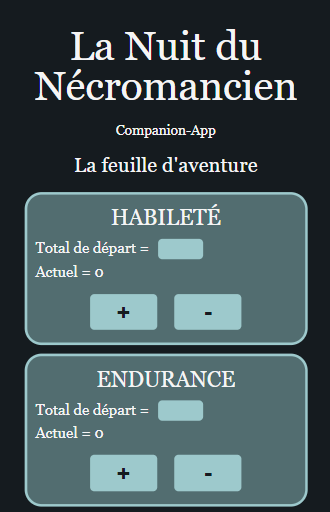 La Nuit du
Nécromancien
Companion-App
La feuille d'aventure
HABILETÉ
Total de départ =
Actuel = 0
+ -
ENDURANCE
Total de départ =
Actuel = 0
+ -